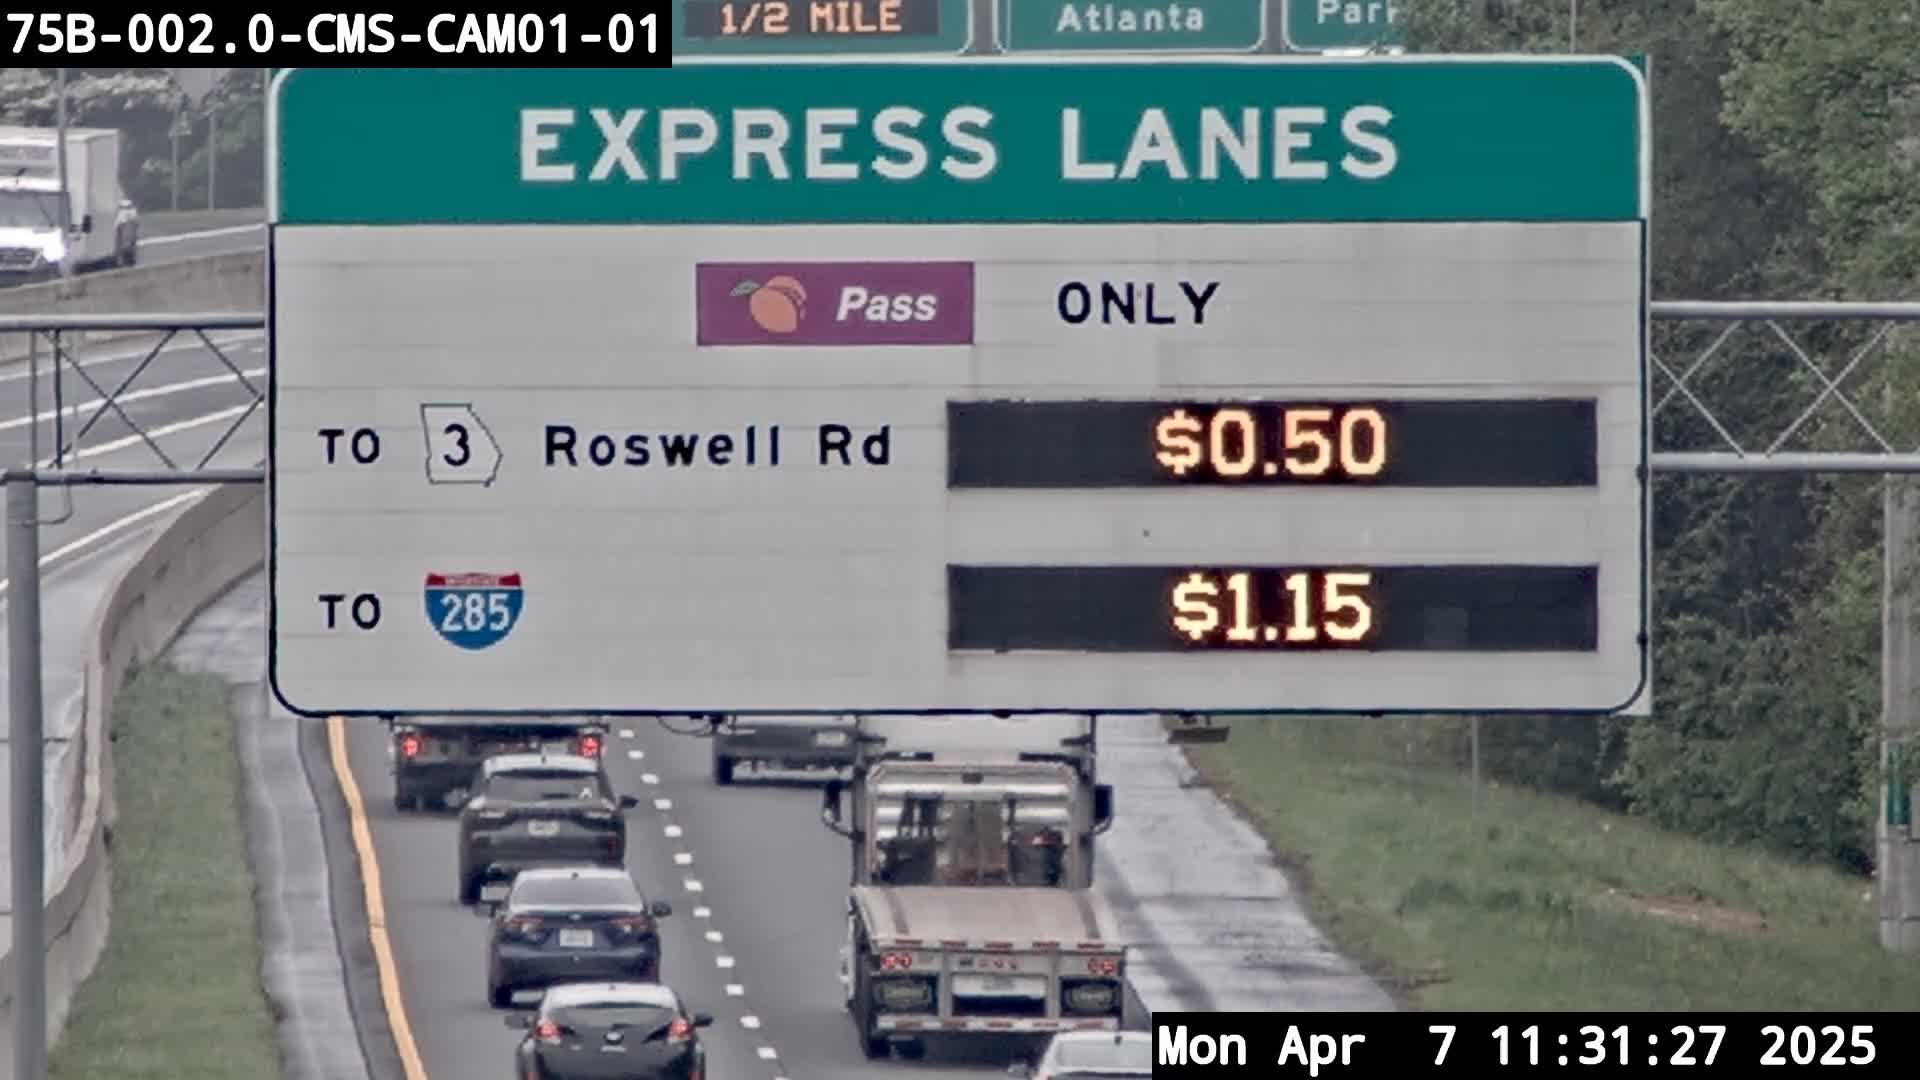 75B-002.0-CMS-CAM01-01
1/2 MILE
Atlanta
EXPRESS LANES
Pass ONLY
TO 3 Roswell Rd $0.50
TO INTERSTATE 285 $1.15
Mon Apr 7 11:31:27 2025